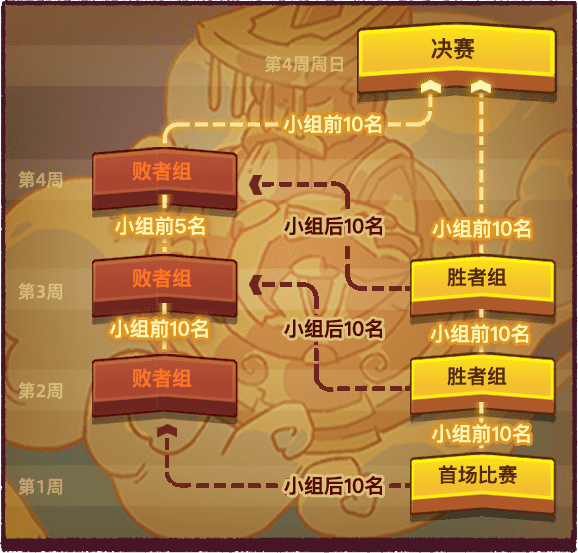 决赛
第4周周日
小组前10名
败者组
第4周
小组前5名
小组后10名
小组前10名
败者组
胜者组
第3周
小组前10名
小组后10名
小组前10名
败者组
胜者组
第2周
小组前10名
首场比赛
第1周
小组后10名